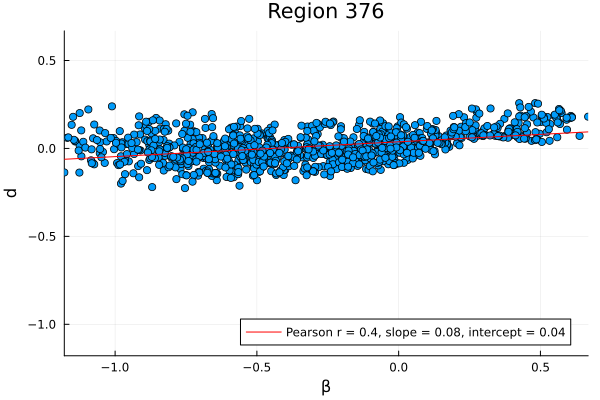 Region 376
0.5
0.0
−0.5
−1.0
d
Pearson r = 0.4, slope = 0.08, intercept = 0.04
−1.0 −0.5 0.0 0.5
β